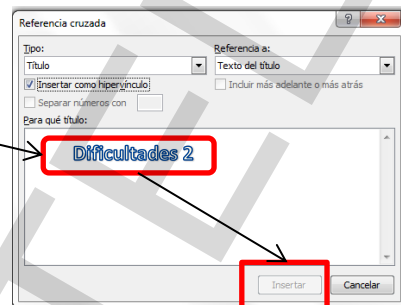 Referencia cruzada
Tipo:
Referencia a:
Título
Texto del título
Insertar como hipervínculo
Incluir más adelante o más atrás
Separar números con
Para qué título:
Dificultades 2
Insertar
Cancelar